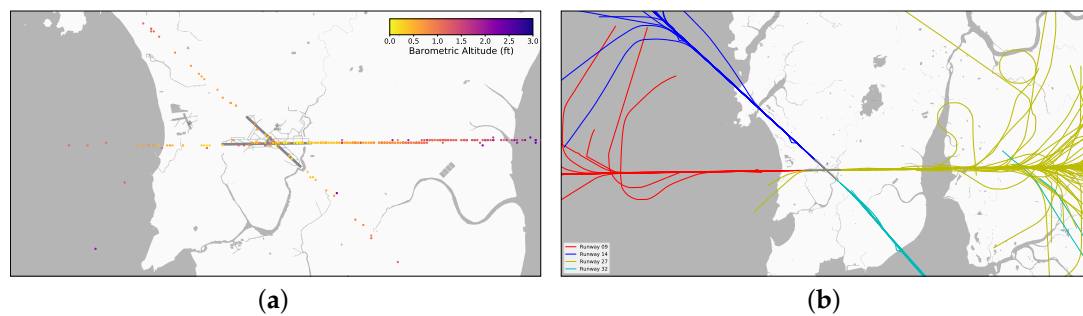 0.0 0.5 1.0 1.5 2.0 2.5 3.0
Barometric Altitude (ft)
Runway 09
Runway 14
Runway 27
Runway 32
(a) (b)